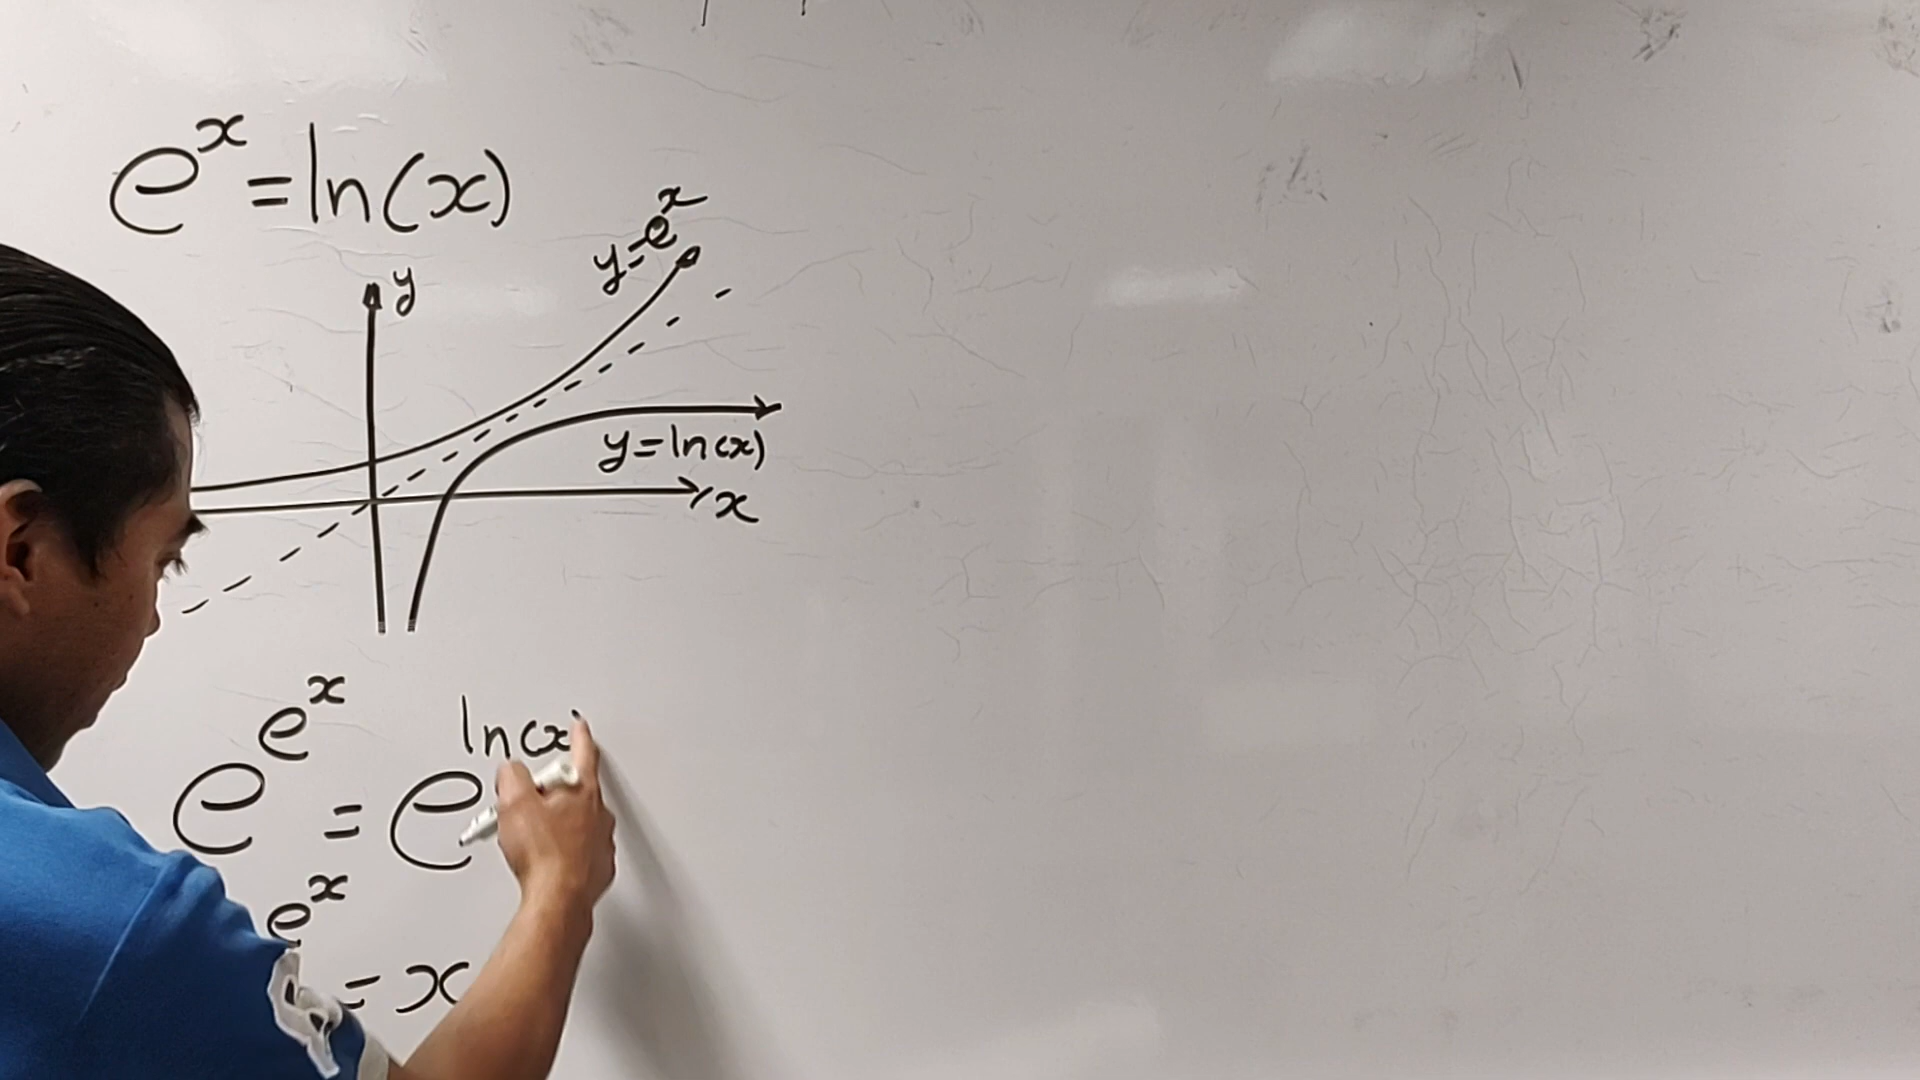 e^x = ln(x)
y = e^x
y
y = ln(x)
x
e^e^x = e^ln(x
e^x = x